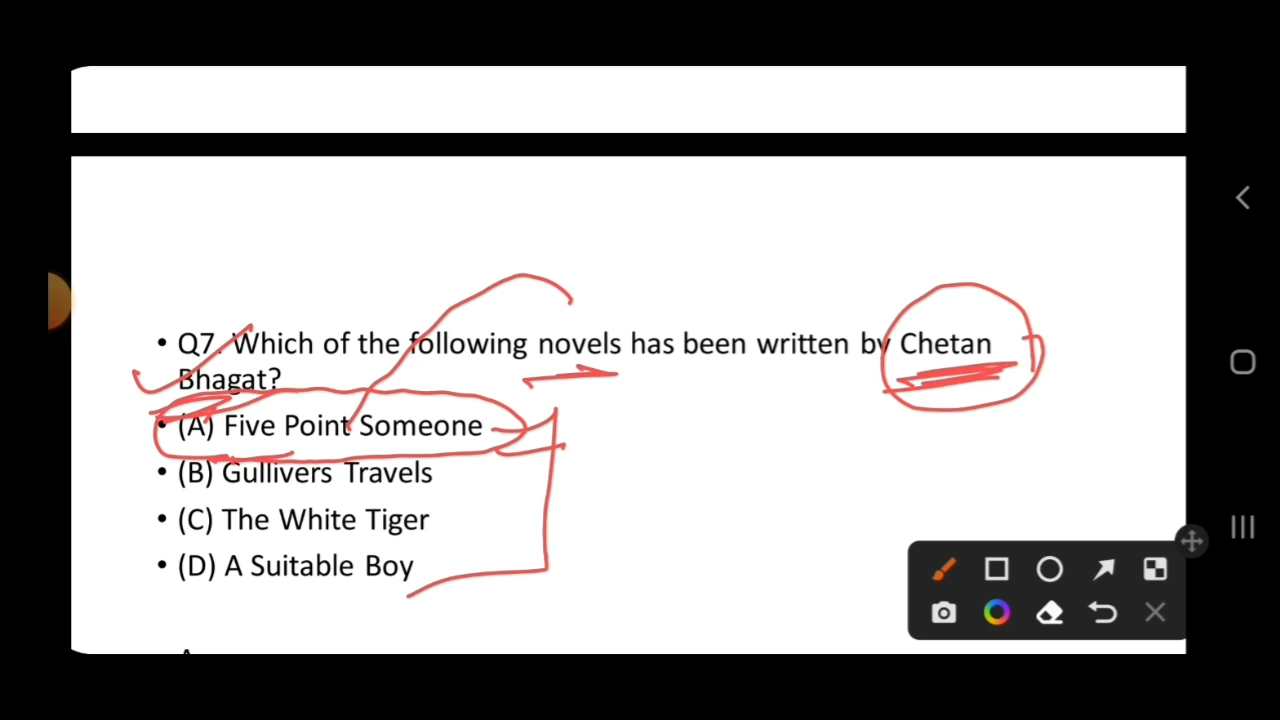 • Q7. Which of the following novels has been written by Chetan
Bhagat?
• (A) Five Point Someone
• (B) Gullivers Travels
• (C) The White Tiger
• (D) A Suitable Boy